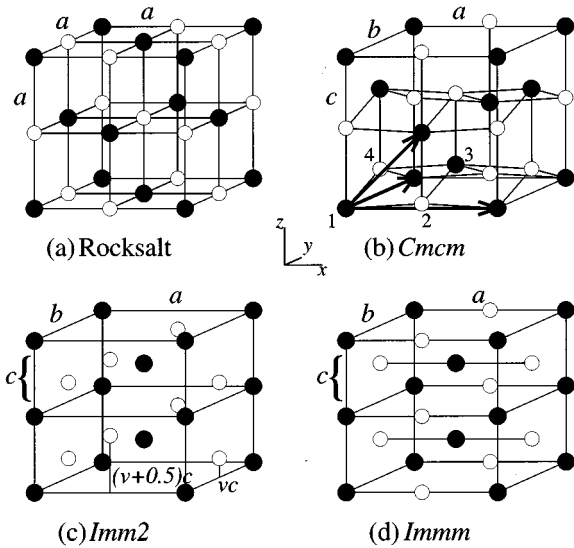 a
a
a
(a) Rocksalt
a
b
c
4
3
1
2
(b) Cmcm
z
y
x
a
b
c{
(v+0.5)c
vc
(c) Imm2
a
b
c{
(d) Immm